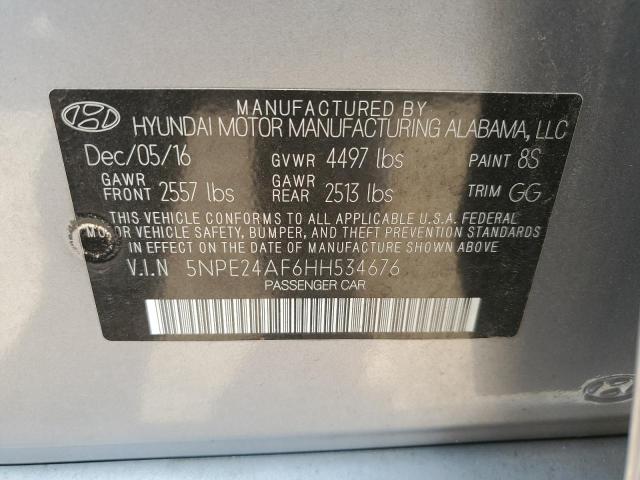 MANUFACTURED BY
HYUNDAI MOTOR MANUFACTURING ALABAMA, LLC
Dec/05/16 GVWR 4497 lbs PAINT 8S
GAWR FRONT 2557 lbs GAWR REAR 2513 lbs TRIM GG
THIS VEHICLE CONFORMS TO ALL APPLICABLE U.S.A. FEDERAL
MOTOR VEHICLE SAFETY, BUMPER, AND THEFT PREVENTION STANDARDS
IN EFFECT ON THE DATE OF MANUFACTURE SHOWN ABOVE.
V.I.N 5NPE24AF6HH534676
PASSENGER CAR